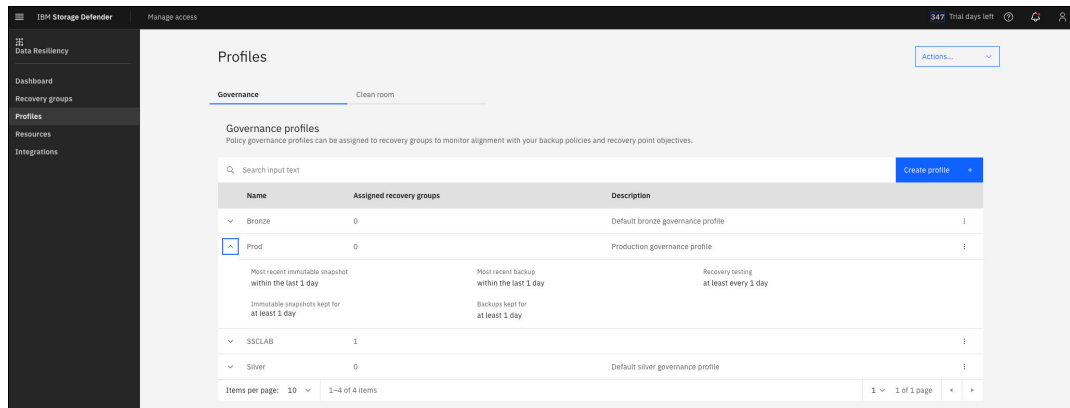 IBM Storage Defender
Manage access
347 Trial days left
Data Resiliency
Dashboard
Recovery groups
Profiles
Resources
Integrations
Profiles
Actions...
Governance
Clean room
Governance profiles
Policy governance profiles can be assigned to recovery groups to monitor alignment with your backup policies and recovery point objectives.
Search input text
Create profile +
Name Assigned recovery groups Description
Bronze 0 Default bronze governance profile
Prod 0 Production governance profile
Most recent immutable snapshot Most recent backup Recovery testing
within the last 1 day within the last 1 day at least every 1 day
Immutable snapshots kept for Backups kept for
at least 1 day at least 1 day
SSCLAB 1
Silver 0 Default silver governance profile
Items per page: 10 1–4 of 4 items 1 1 of 1 page